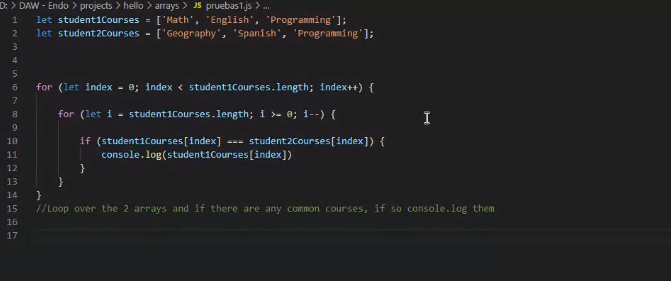 D: > DAW - Endo > projects > hello > arrays > JS pruebas1.js > ...
1 let student1Courses = ['Math', 'English', 'Programming'];
2 let student2Courses = ['Geography', 'Spanish', 'Programming'];
3
4
5
6 for (let index = 0; index < student1Courses.length; index++) {
7
8 for (let i = student1Courses.length; i >= 0; i--) {
9
10 if (student1Courses[index] === student2Courses[index]) {
11 console.log(student1Courses[index])
12 }
13 }
14 }
15 //Loop over the 2 arrays and if there are any common courses, if so console.log them
16
17